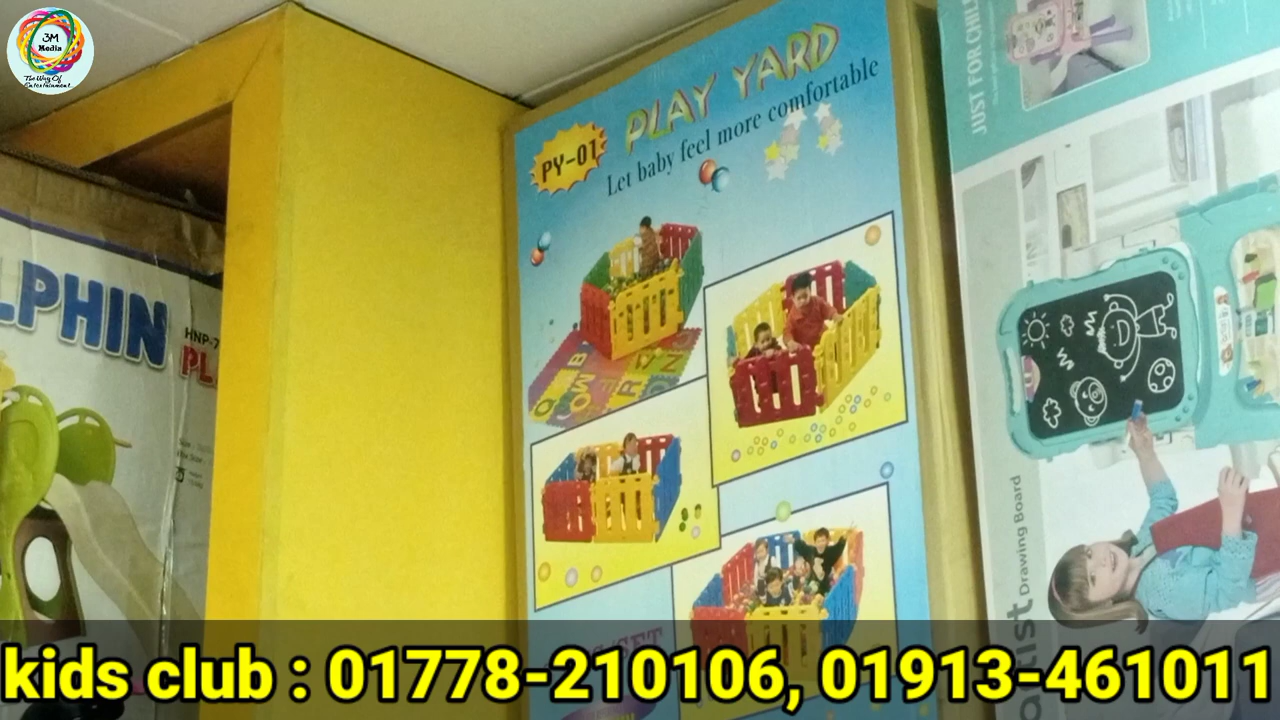 3M
Media
The Way Of
Entertainment
PLAY YARD
PY-01
Let baby feel more comfortable
LPHIN
HNP-7
PL
JUST FOR CHIL
Drawing Board
kids club : 01778-210106, 01913-461011